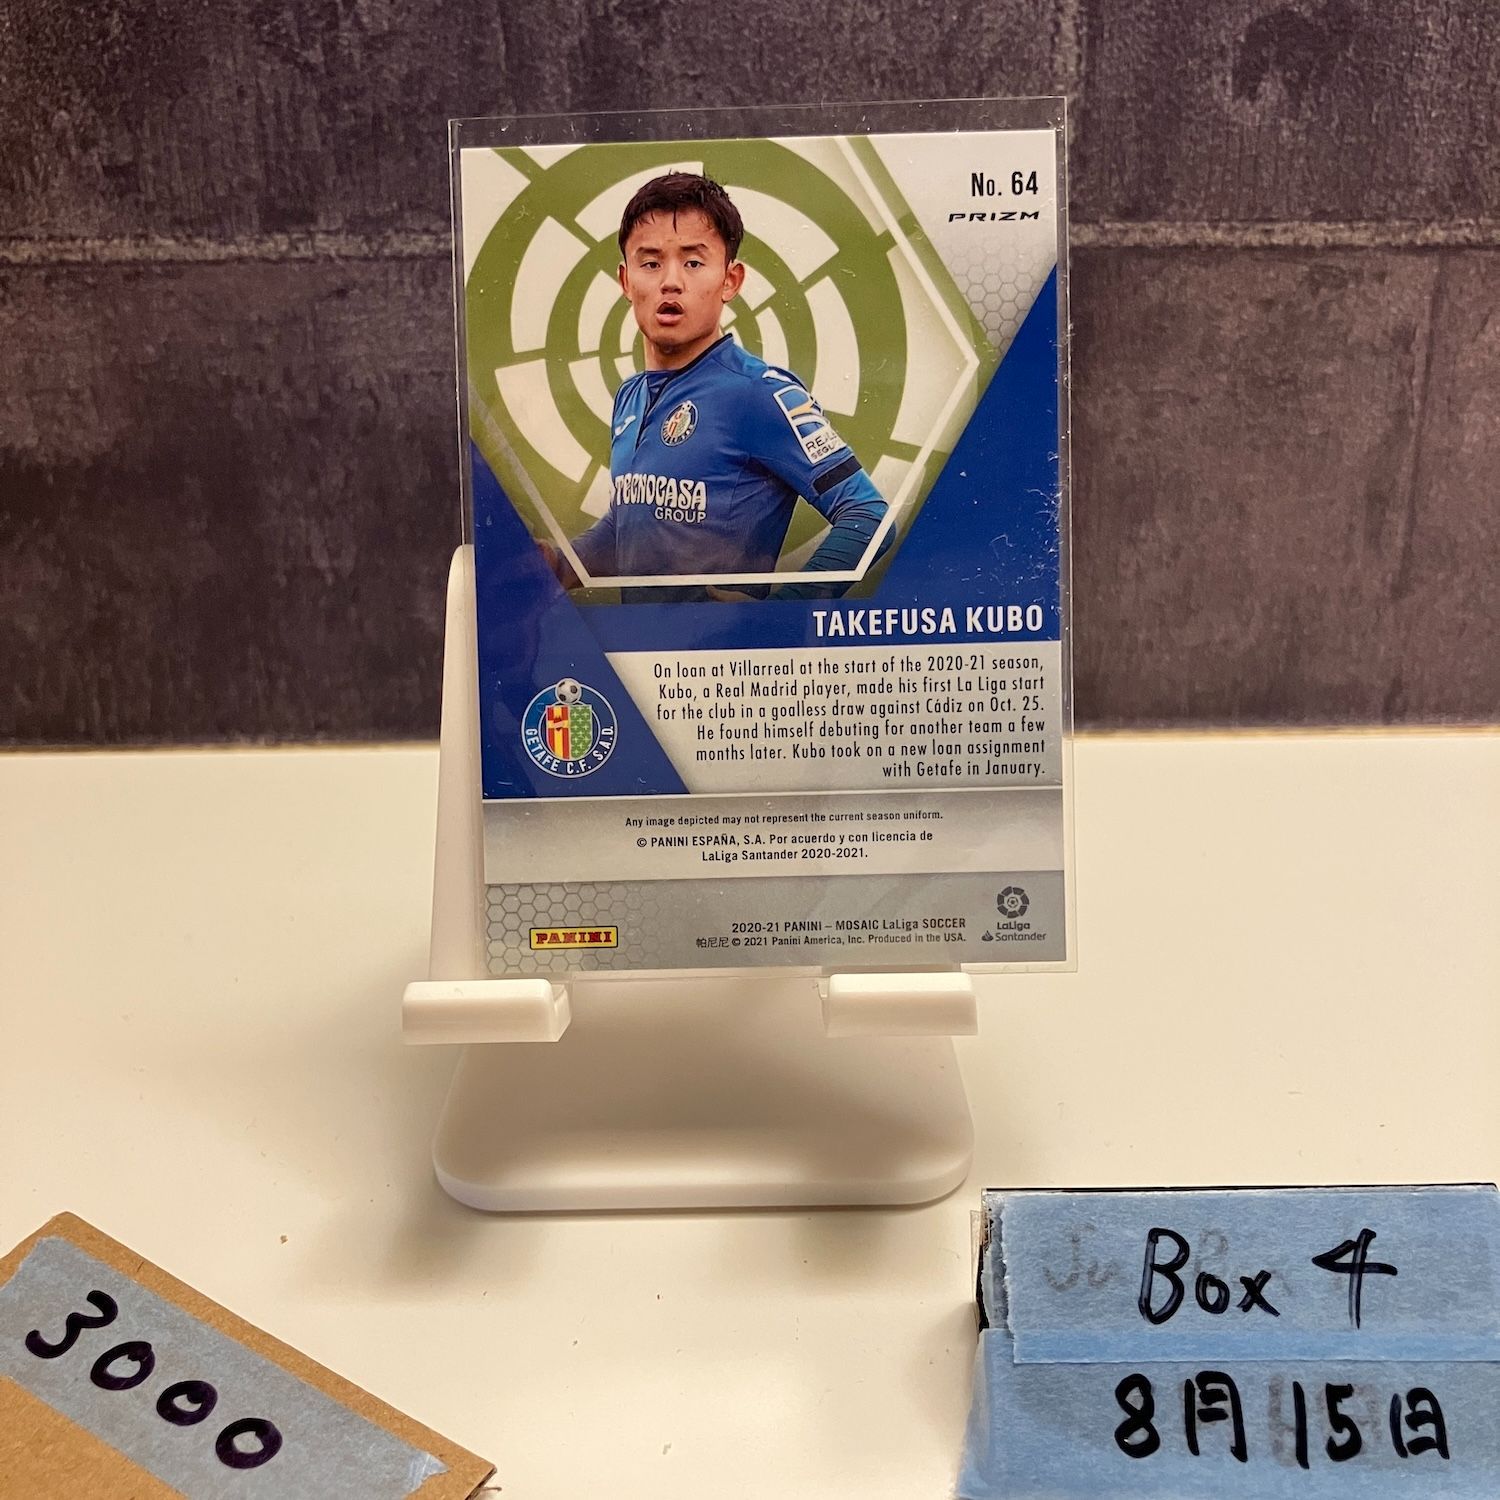 No. 64
PRIZM
TECNOCASA
GROUP
TAKEFUSA KUBO
On loan at Villarreal at the start of the 2020-21 season,
Kubo, a Real Madrid player, made his first La Liga start
for the club in a goalless draw against Cádiz on Oct. 25.
He found himself debuting for another team a few
months later. Kubo took on a new loan assignment
with Getafe in January.
GETAFE C.F. S.A.D.
Any image depicted may not represent the current season uniform.
© PANINI ESPAÑA, S.A. Por acuerdo y con licencia de
LaLiga Santander 2020-2021.
PANINI
2020-21 PANINI – MOSAIC LaLiga SOCCER
帕尼尼 © 2021 Panini America, Inc. Produced in the USA.
LaLiga
Santander
3000
Box 4
8月15日